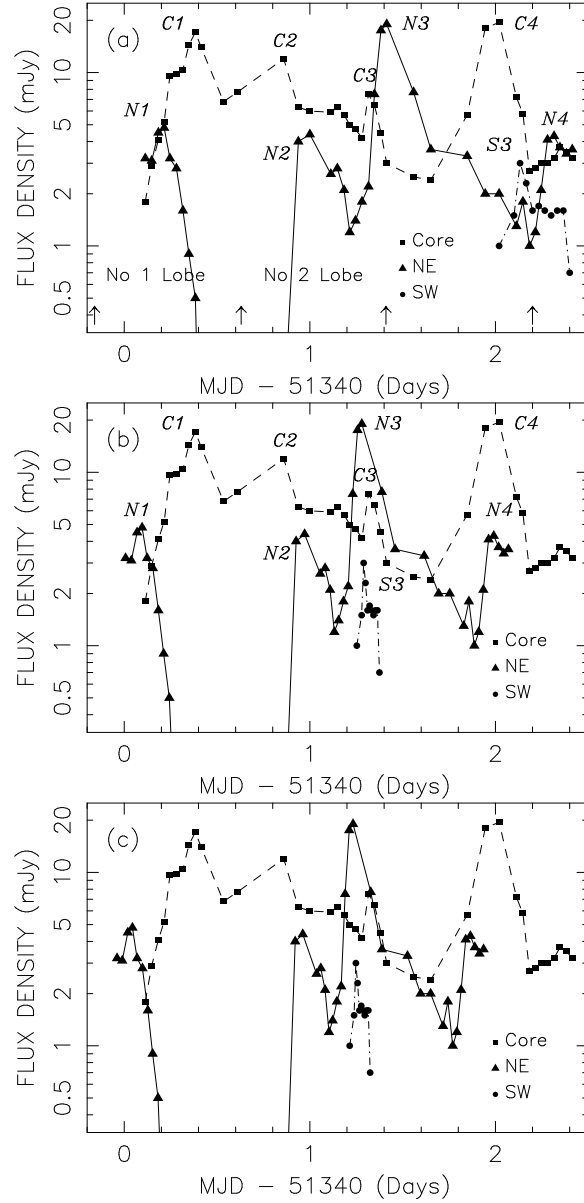 (a)
C1
C2
N3
C4
N1
C3
N2
S3
N4
Core
NE
SW
No 1 Lobe
No 2 Lobe
FLUX DENSITY (mJy)
20
10
5
2
1
0.5
0
1
2
MJD − 51340 (Days)
(b)
C1
C2
N3
C4
C3
N1
N2
N4
S3
Core
NE
SW
FLUX DENSITY (mJy)
20
10
5
2
1
0.5
0
1
2
MJD − 51340 (Days)
(c)
Core
NE
SW
FLUX DENSITY (mJy)
20
10
5
2
1
0.5
0
1
2
MJD − 51340 (Days)